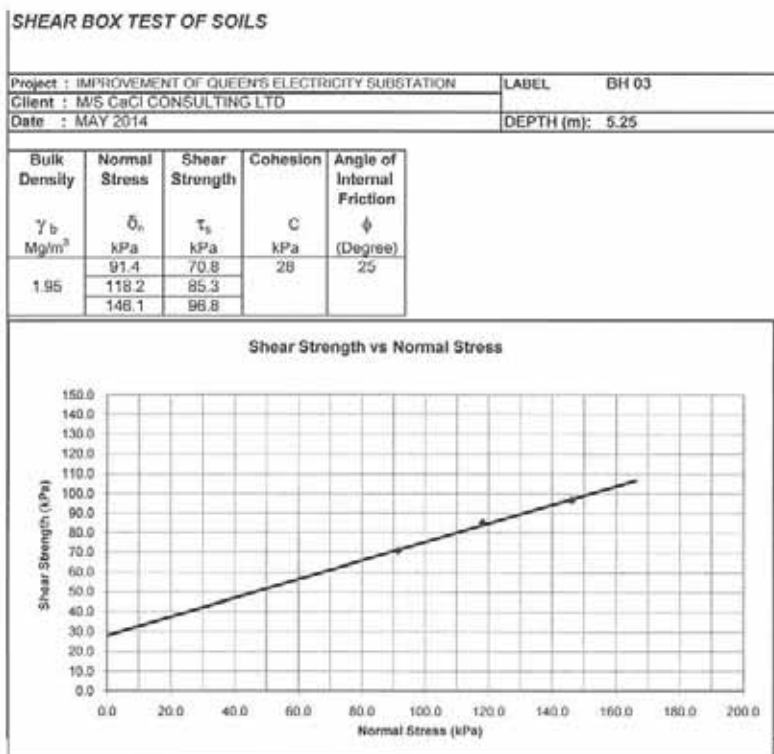 SHEAR BOX TEST OF SOILS
Project : IMPROVEMENT OF QUEEN'S ELECTRICITY SUBSTATION LABEL BH 03
Client : M/S CaCl CONSULTING LTD
Date : MAY 2014 DEPTH (m): 5.25
Bulk Normal Shear Cohesion Angle of
Density Stress Strength Internal
Friction
γb δn τs C ϕ
Mg/m³ kPa kPa kPa (Degree)
91.4 70.8 28 25
1.95 118.2 85.3
146.1 96.8
Shear Strength vs Normal Stress
150.0
140.0
130.0
120.0
110.0
100.0
90.0
80.0
70.0
60.0
50.0
40.0
30.0
20.0
10.0
0.0
Shear Strength (kPa)
0.0 20.0 40.0 60.0 80.0 100.0 120.0 140.0 160.0 180.0 200.0
Normal Stress (kPa)